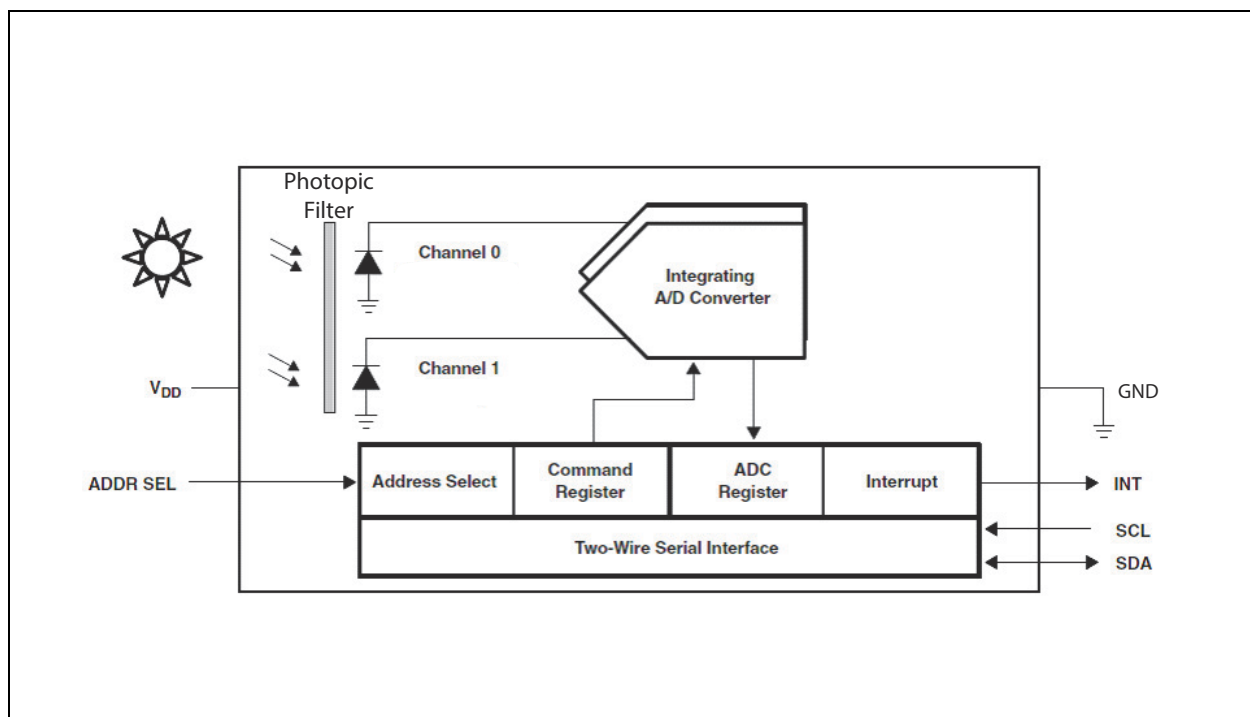 Photopic
Filter
Channel 0
Integrating
A/D Converter
Channel 1
V_DD
GND
ADDR SEL
Address Select
Command
Register
ADC
Register
Interrupt
INT
Two-Wire Serial Interface
SCL
SDA